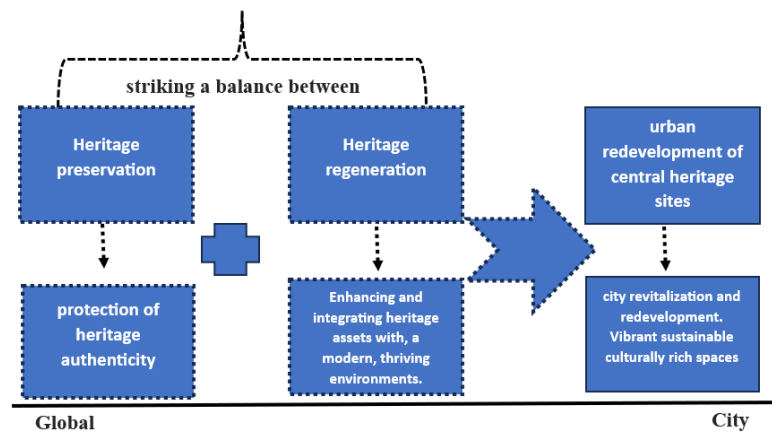 striking a balance between
Heritage
preservation
Heritage
regeneration
urban
redevelopment of
central heritage
sites
protection of
heritage
authenticity
Enhancing and
integrating heritage
assets with, a
modern, thriving
environments.
city revitalization and
redevelopment.
Vibrant sustainable
culturally rich spaces
Global
City